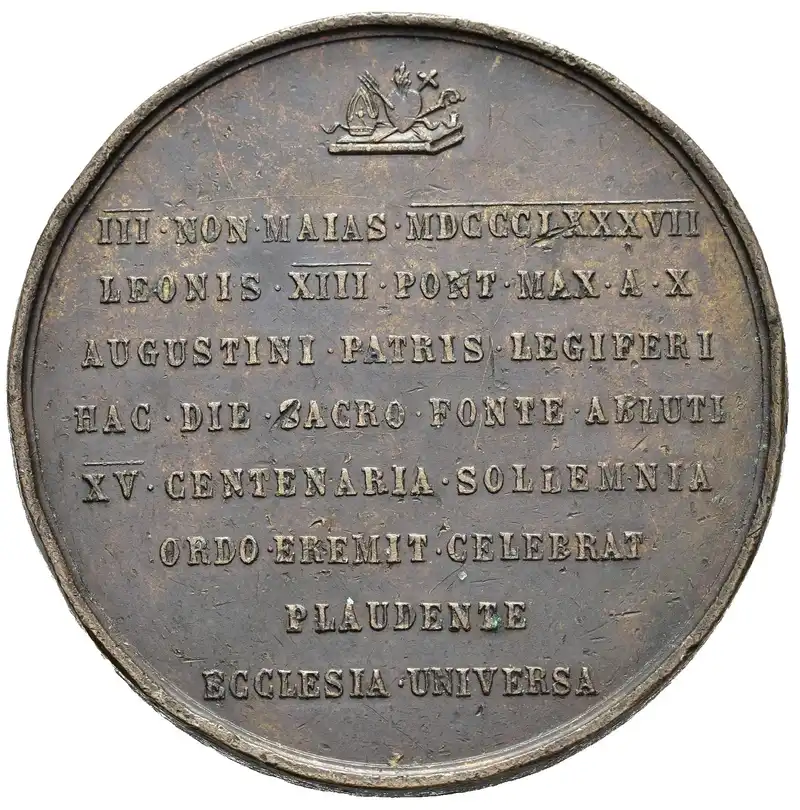 III · NON · MAIAS · MDCCCLXXXVII
LEONIS · XIII · PONT · MAX · A · X
AUGUSTINI · PATRIS · LEGIFERI
HAC · DIE · SACRO · FONTE · ABLUTI
XV · CENTENARIA · SOLLEMNIA
ORDO · EREMIT · CELEBRAT
PLAUDENTE
ECCLESIA · UNIVERSA